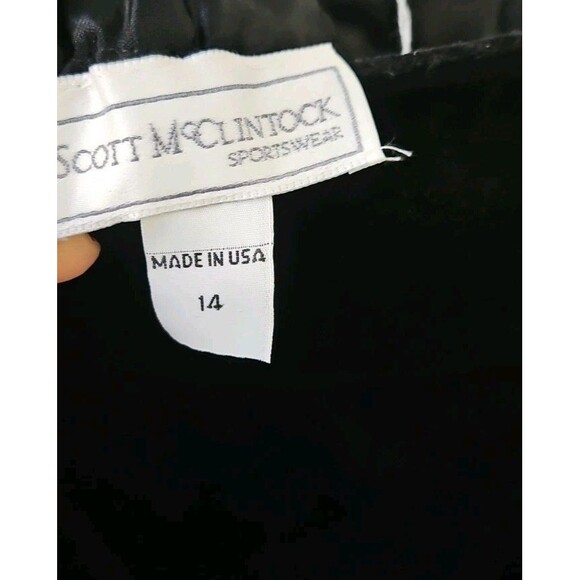 SCOTT MCCLINTOCK
SPORTSWEAR
MADE IN USA
14